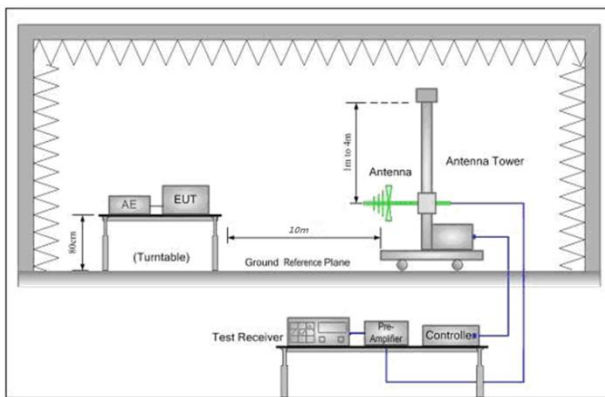 1m to 4m
Antenna
Antenna Tower
AE
EUT
80cm
(Turntable)
10m
Ground Reference Plane
Test Receiver
Pre-
Amplifier
Controller